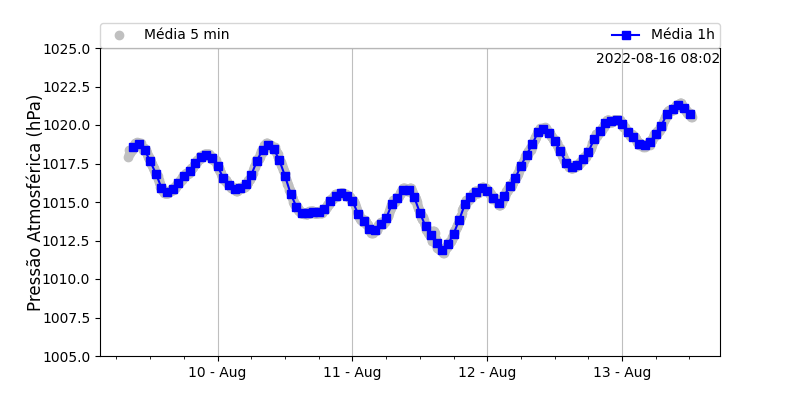 Média 5 min
Média 1h
2022-08-16 08:02
Pressão Atmosférica (hPa)
1025.0
1022.5
1020.0
1017.5
1015.0
1012.5
1010.0
1007.5
1005.0
10 - Aug
11 - Aug
12 - Aug
13 - Aug